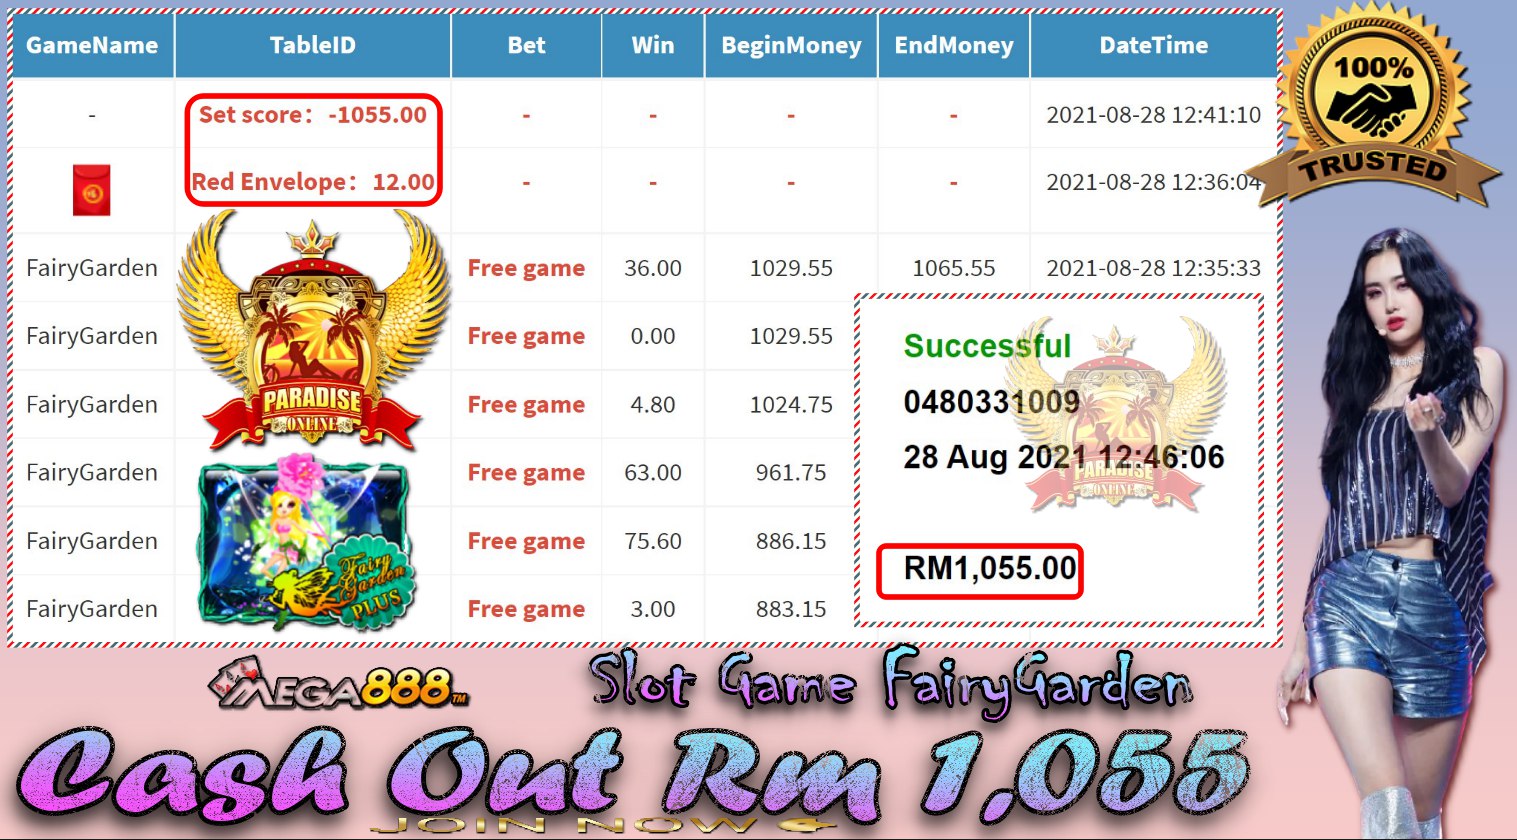 GameName TableID Bet Win BeginMoney EndMoney DateTime
- Set score: -1055.00 - - - - 2021-08-28 12:41:10
Red Envelope: 12.00 - - - - 2021-08-28 12:36:04
FairyGarden Free game 36.00 1029.55 1065.55 2021-08-28 12:35:33
FairyGarden Free game 0.00 1029.55
FairyGarden Free game 4.80 1024.75
FairyGarden Free game 63.00 961.75
FairyGarden Free game 75.60 886.15
FairyGarden Free game 3.00 883.15
PARADISE
ONLINE
Fairy
Garden
PLUS
Successful
0480331009
28 Aug 2021 12:46:06
PARADISE
ONLINE
RM1,055.00
100%
TRUSTED
MEGA888 TM
Slot Game FairyGarden
Cash Out Rm 1,055
JOIN NOW